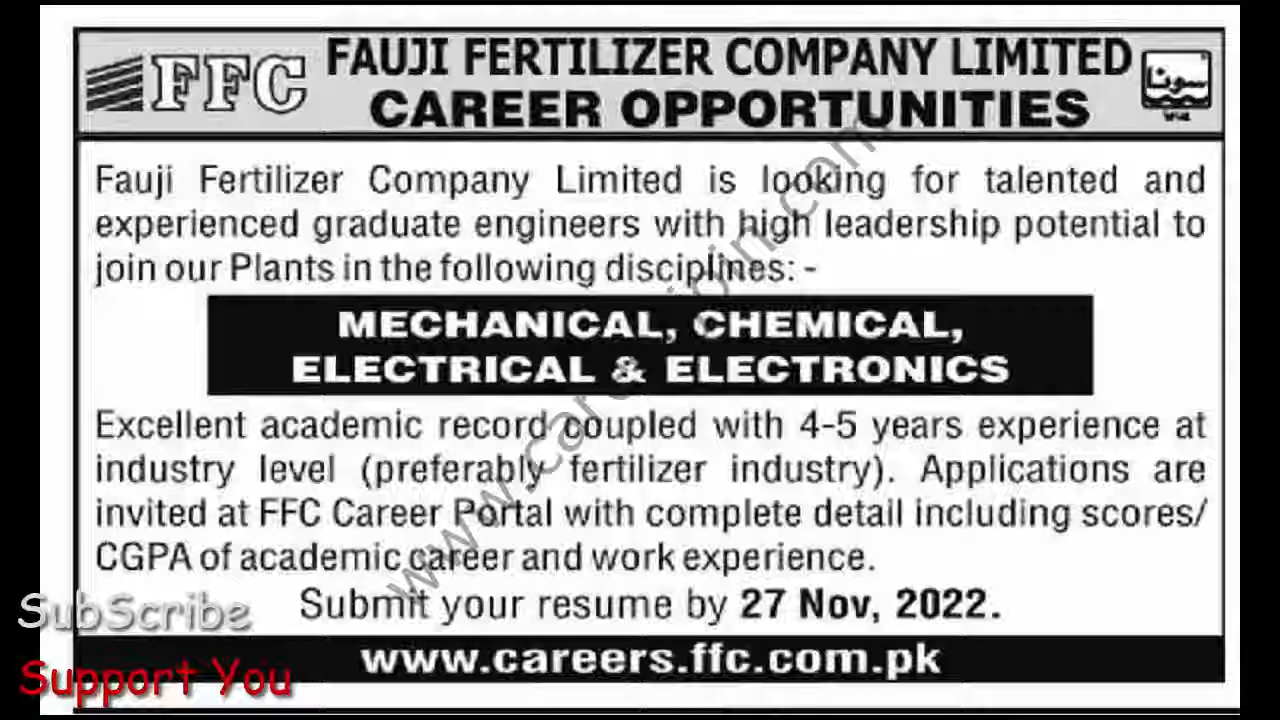 FFC
FAUJI FERTILIZER COMPANY LIMITED
CAREER OPPORTUNITIES
سونا
Fauji Fertilizer Company Limited is looking for talented and
experienced graduate engineers with high leadership potential to
join our Plants in the following disciplines: -
MECHANICAL, CHEMICAL,
ELECTRICAL & ELECTRONICS
Excellent academic record coupled with 4-5 years experience at
industry level (preferably fertilizer industry). Applications are
invited at FFC Career Portal with complete detail including scores/
CGPA of academic career and work experience.
Submit your resume by 27 Nov, 2022.
www.careers.ffc.com.pk
SubScribe
Support You